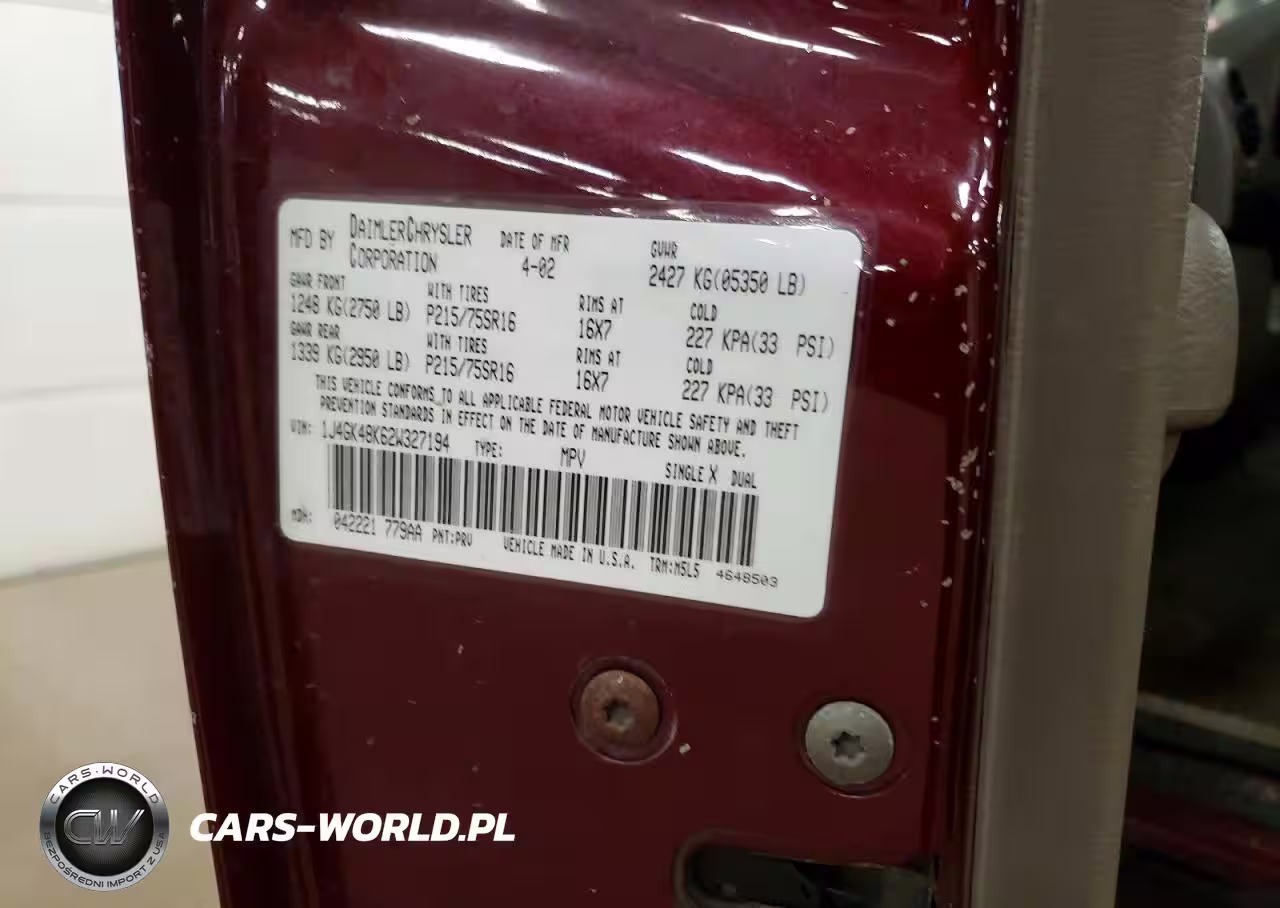 MFD BY DAIMLERCHRYSLER CORPORATION DATE OF MFR 4-02 GVWR 2427 KG(05350 LB)
GAWR FRONT WITH TIRES RIMS AT COLD
1248 KG(2750 LB) P215/75SR16 16X7 227 KPA(33 PSI)
GAWR REAR WITH TIRES RIMS AT COLD
1339 KG(2950 LB) P215/75SR16 16X7 227 KPA(33 PSI)
THIS VEHICLE CONFORMS TO ALL APPLICABLE FEDERAL MOTOR VEHICLE SAFETY AND THEFT
PREVENTION STANDARDS IN EFFECT ON THE DATE OF MANUFACTURE SHOWN ABOVE.
VIN: 1J4GK48K62W327194 TYPE: MPV SINGLE X DUAL
MDH: 042221 779AA PNT:PRV VEHICLE MADE IN U.S.A. TRM:M5L5 4648503
CARS-WORLD
CW
BEZPOŚREDNI IMPORT Z USA
CARS-WORLD.PL